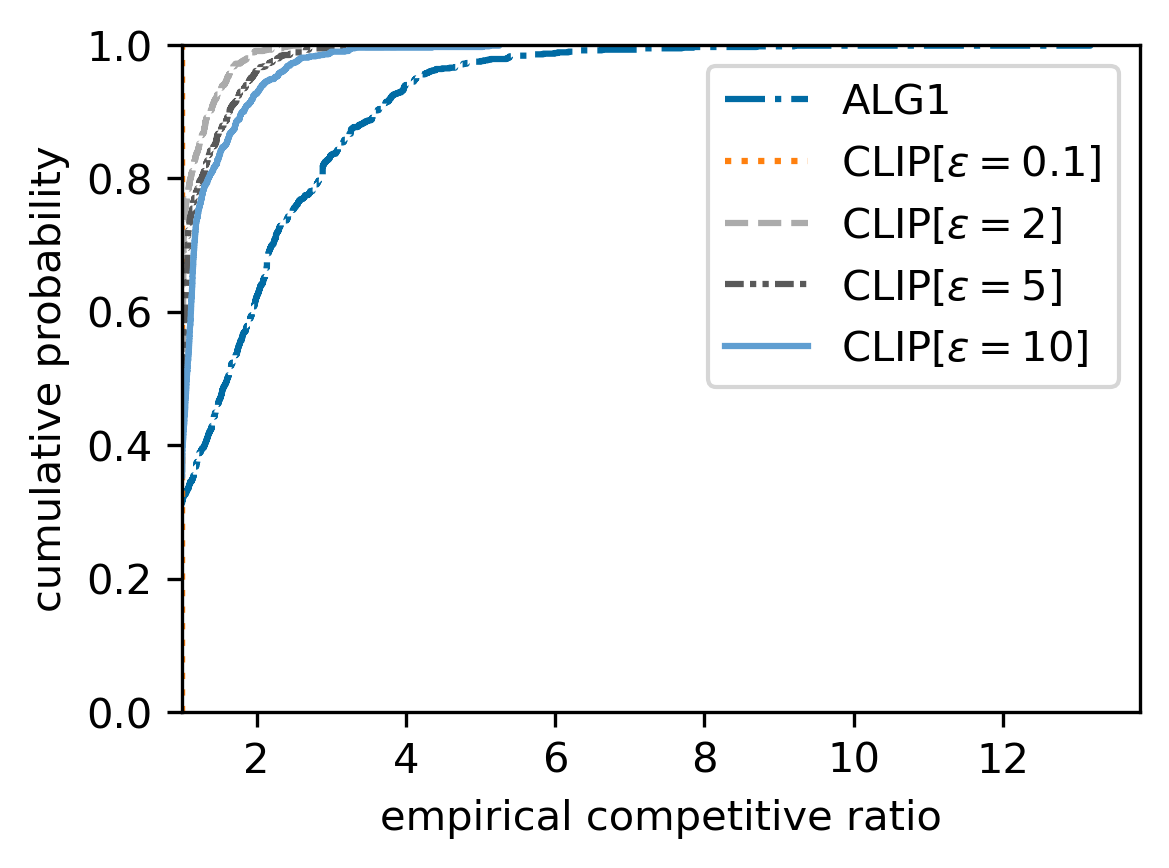 1.0
0.8
0.6
0.4
0.2
0.0
cumulative probability
2 4 6 8 10 12
empirical competitive ratio
ALG1
CLIP[ε = 0.1]
CLIP[ε = 2]
CLIP[ε = 5]
CLIP[ε = 10]